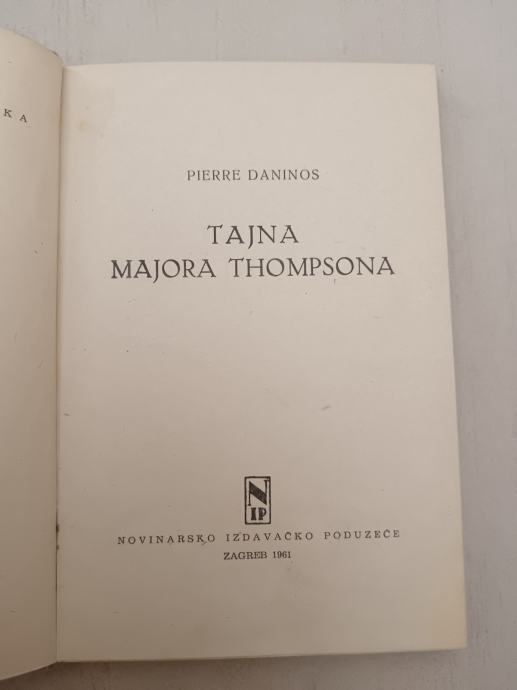 K A
PIERRE DANINOS
TAJNA
MAJORA THOMPSONA
N
IP
NOVINARSKO IZDAVAČKO PODUZEĆE
ZAGREB 1961